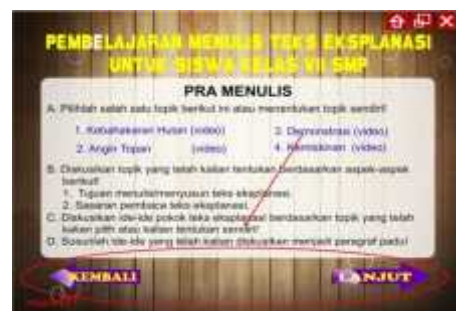 PEMBELAJARAN MENULIS TEKS EKSPLANASI
UNTUK SISWA KELAS VII SMP
PRA MENULIS
A. Pilihlah salah satu topik berikut ini atau menentukan topik sendiri!
1. Kebahakaran Hutan (video)
2. Angin Topan (video)
3. Demonstrasi (video)
4. Kemiskinan (video)
B. Diskusikan topik yang telah kalian tentukan berdasarkan aspek-aspek
berikut!
1. Tujuan menulis/menyusun teks eksplanasi.
2. Sasaran pembaca teks eksplanasi.
C. Diskusikan ide-ide pokok teks eksplanasi berdasarkan topik yang telah
kalian pilih atau kalian tentukan sendiri!
D. Susunlah ide-ide yang telah kalian diskusikan menjadi paragraf padu!
KEMBALI
LANJUT